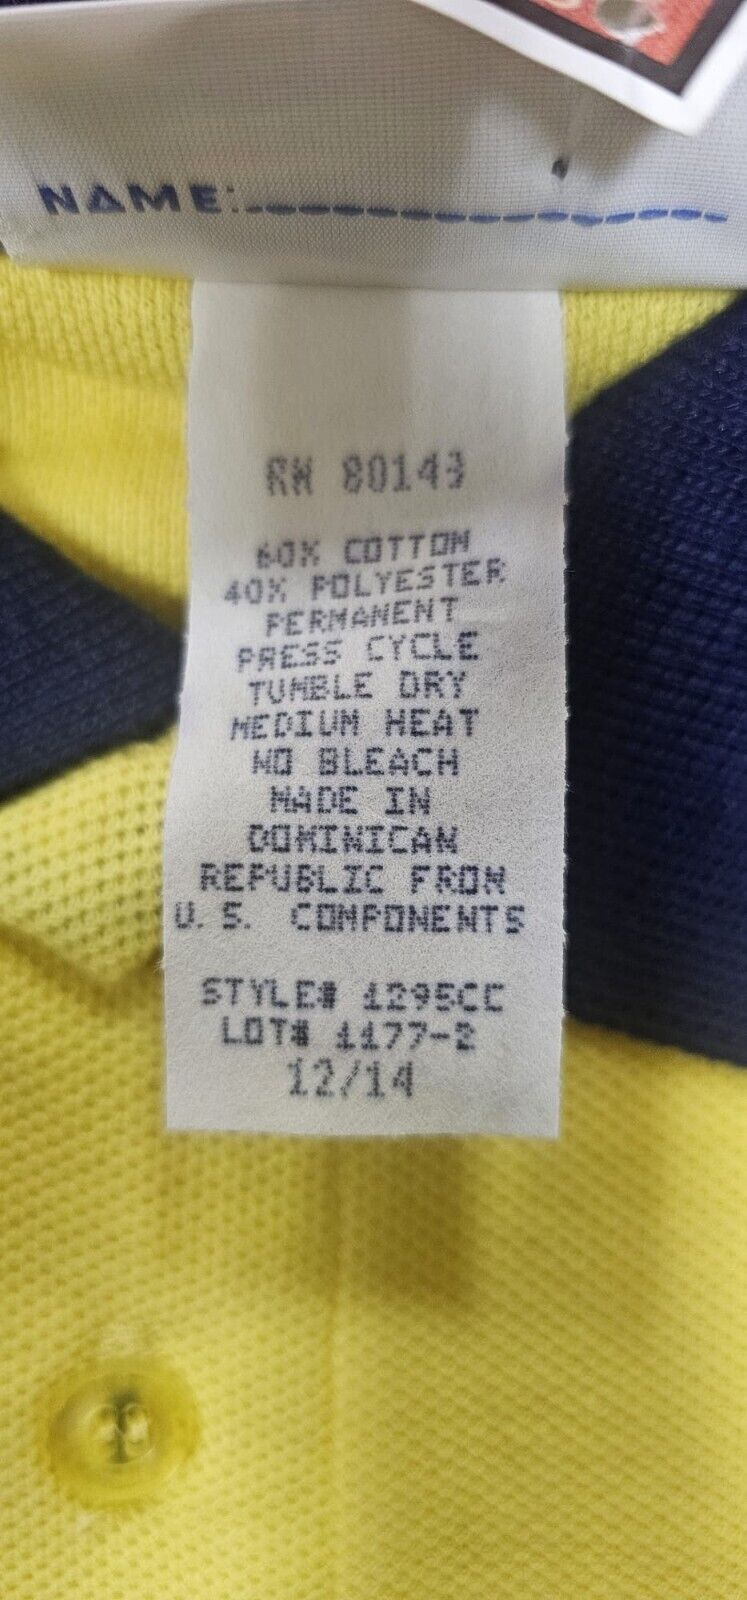 NAME:
RN 80143
60% COTTON
40% POLYESTER
PERMANENT
PRESS CYCLE
TUMBLE DRY
MEDIUM HEAT
NO BLEACH
MADE IN
DOMINICAN
REPUBLIC FROM
U.S. COMPONENTS
STYLE# 1295CC
LOT# 1177-2
12/14